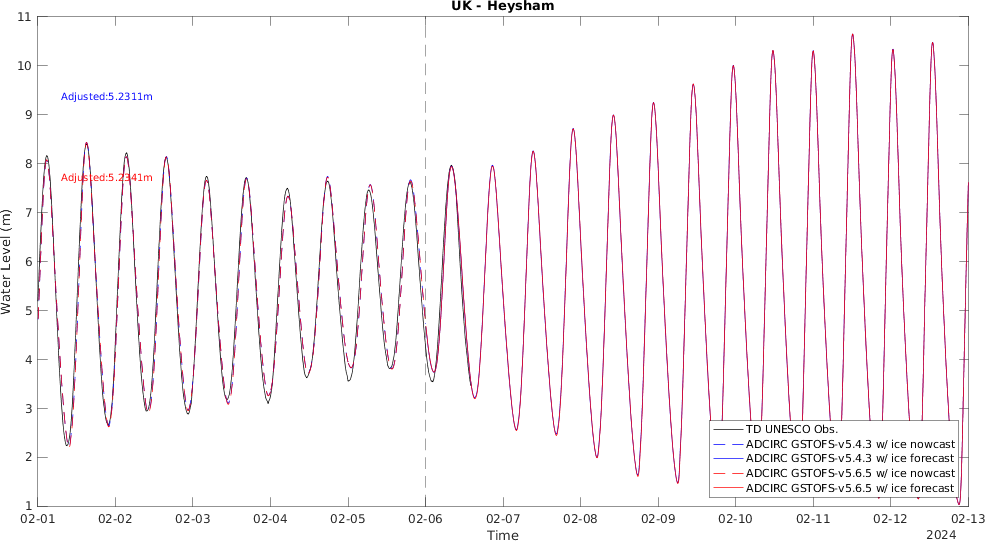 UK - Heysham
11
10
9
8
7
6
5
4
3
2
1
Water Level (m)
Adjusted:5.2311m
Adjusted:5.2341m
TD UNESCO Obs.
ADCIRC GSTOFS-v5.4.3 w/ ice nowcast
ADCIRC GSTOFS-v5.4.3 w/ ice forecast
ADCIRC GSTOFS-v5.6.5 w/ ice nowcast
ADCIRC GSTOFS-v5.6.5 w/ ice forecast
02-01 02-02 02-03 02-04 02-05 02-06 02-07 02-08 02-09 02-10 02-11 02-12 02-13
Time
2024